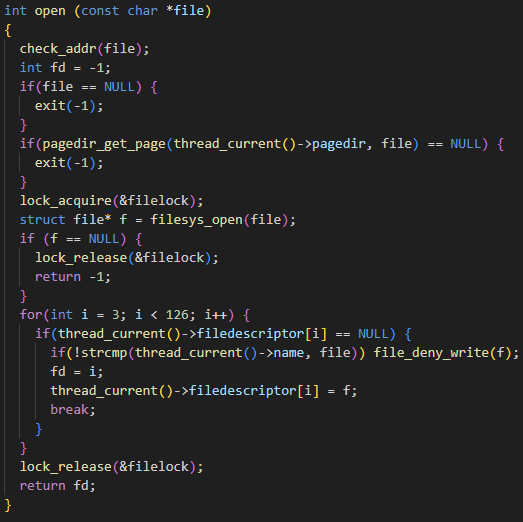 int open (const char *file)
{
  check_addr(file);
  int fd = -1;
  if(file == NULL) {
    exit(-1);
  }
  if(pagedir_get_page(thread_current()->pagedir, file) == NULL) {
    exit(-1);
  }
  lock_acquire(&filelock);
  struct file* f = filesys_open(file);
  if (f == NULL) {
    lock_release(&filelock);
    return -1;
  }
  for(int i = 3; i < 126; i++) {
    if(thread_current()->filedescriptor[i] == NULL) {
      if(!strcmp(thread_current()->name, file)) file_deny_write(f);
      fd = i;
      thread_current()->filedescriptor[i] = f;
      break;
    }
  }
  lock_release(&filelock);
  return fd;
}